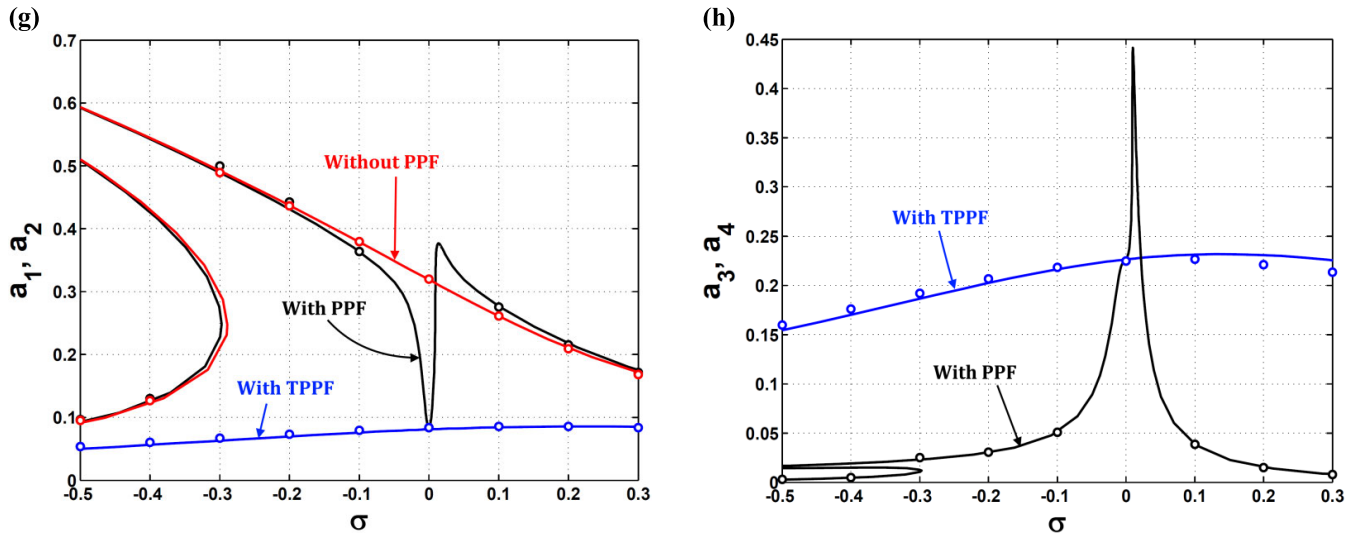 (g)
a1, a2
0.7
0.6
0.5
0.4
0.3
0.2
0.1
0
Without PPF
With PPF
With TPPF
-0.5 -0.4 -0.3 -0.2 -0.1 0 0.1 0.2 0.3
σ
(h)
a3, a4
0.45
0.4
0.35
0.3
0.25
0.2
0.15
0.1
0.05
0
With TPPF
With PPF
-0.5 -0.4 -0.3 -0.2 -0.1 0 0.1 0.2 0.3
σ